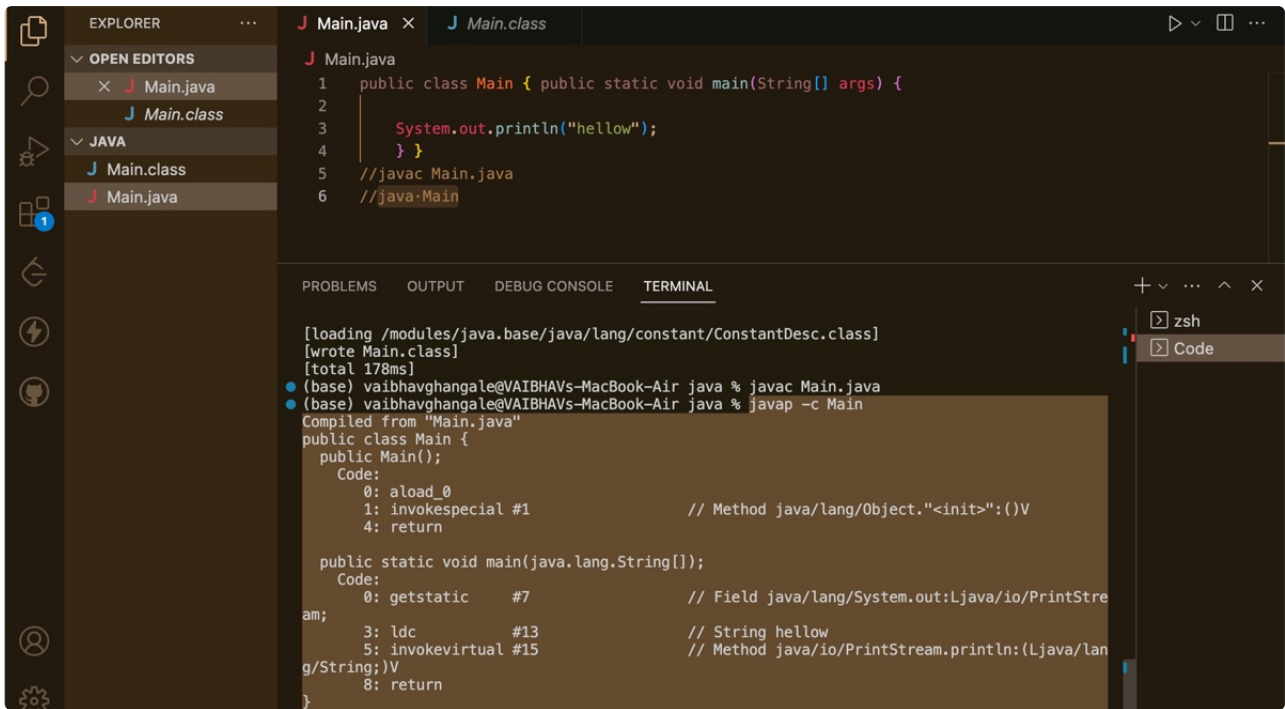 EXPLORER
OPEN EDITORS
J Main.java
J Main.class
JAVA
J Main.class
J Main.java
1
J Main.java
J Main.class
J Main.java
1 public class Main { public static void main(String[] args) {
2
3 System.out.println("hellow");
4 } }
5 //javac Main.java
6 //java·Main
PROBLEMS OUTPUT DEBUG CONSOLE TERMINAL
[loading /modules/java.base/java/lang/constant/ConstantDesc.class]
[wrote Main.class]
[total 178ms]
(base) vaibhavghangale@VAIBHAVs-MacBook-Air java % javac Main.java
(base) vaibhavghangale@VAIBHAVs-MacBook-Air java % javap -c Main
Compiled from "Main.java"
public class Main {
public Main();
Code:
0: aload_0
1: invokespecial #1 // Method java/lang/Object."<init>":()V
4: return
public static void main(java.lang.String[]);
Code:
0: getstatic #7 // Field java/lang/System.out:Ljava/io/PrintStre
am;
3: ldc #13 // String hellow
5: invokevirtual #15 // Method java/io/PrintStream.println:(Ljava/lan
g/String;)V
8: return
}
zsh
Code